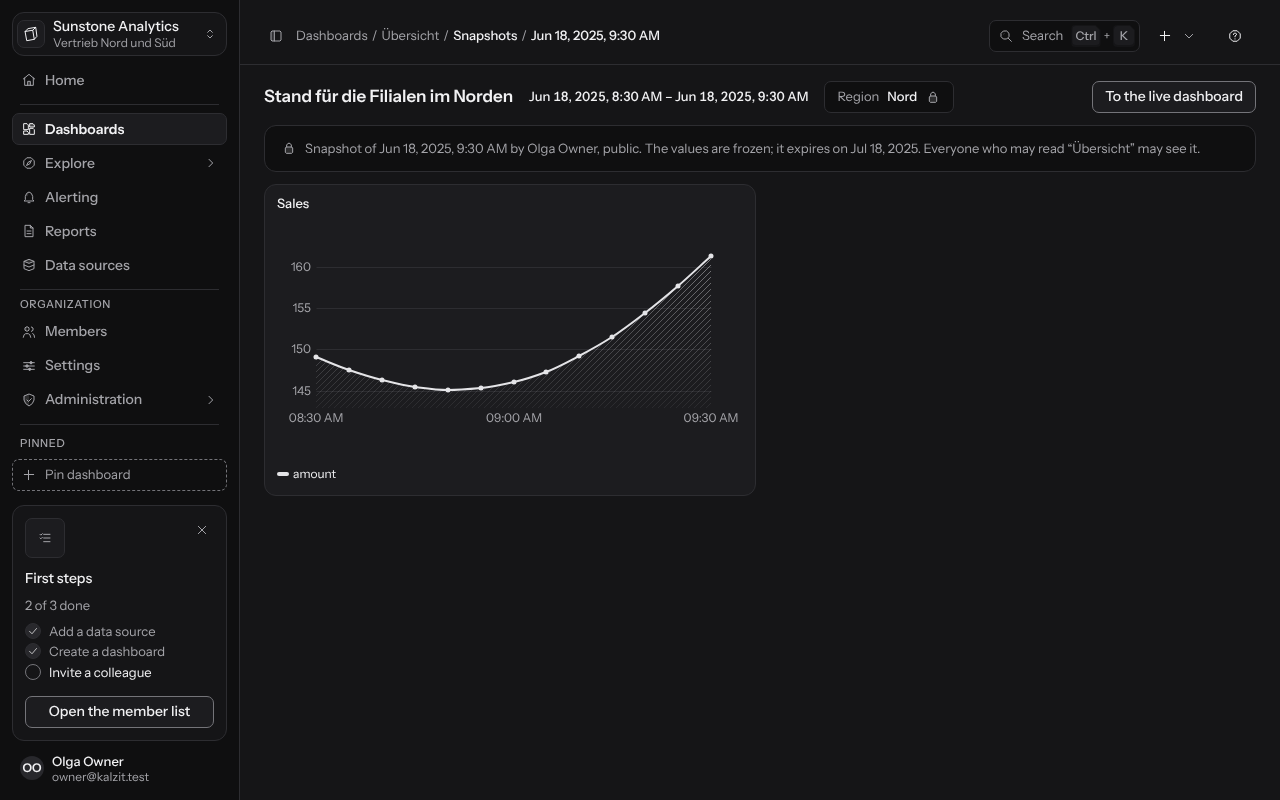 Sunstone Analytics
Vertrieb Nord und Süd
Home
Dashboards
Explore
Alerting
Reports
Data sources
ORGANIZATION
Members
Settings
Administration
PINNED
Pin dashboard
First steps
2 of 3 done
Add a data source
Create a dashboard
Invite a colleague
Open the member list
OO
Olga Owner
owner@kalzit.test
Dashboards / Übersicht / Snapshots / Jun 18, 2025, 9:30 AM
Search Ctrl + K
Stand für die Filialen im Norden
Jun 18, 2025, 8:30 AM – Jun 18, 2025, 9:30 AM
Region Nord
To the live dashboard
Snapshot of Jun 18, 2025, 9:30 AM by Olga Owner, public. The values are frozen; it expires on Jul 18, 2025. Everyone who may read “Übersicht” may see it.
Sales
160
155
150
145
08:30 AM 09:00 AM 09:30 AM
amount